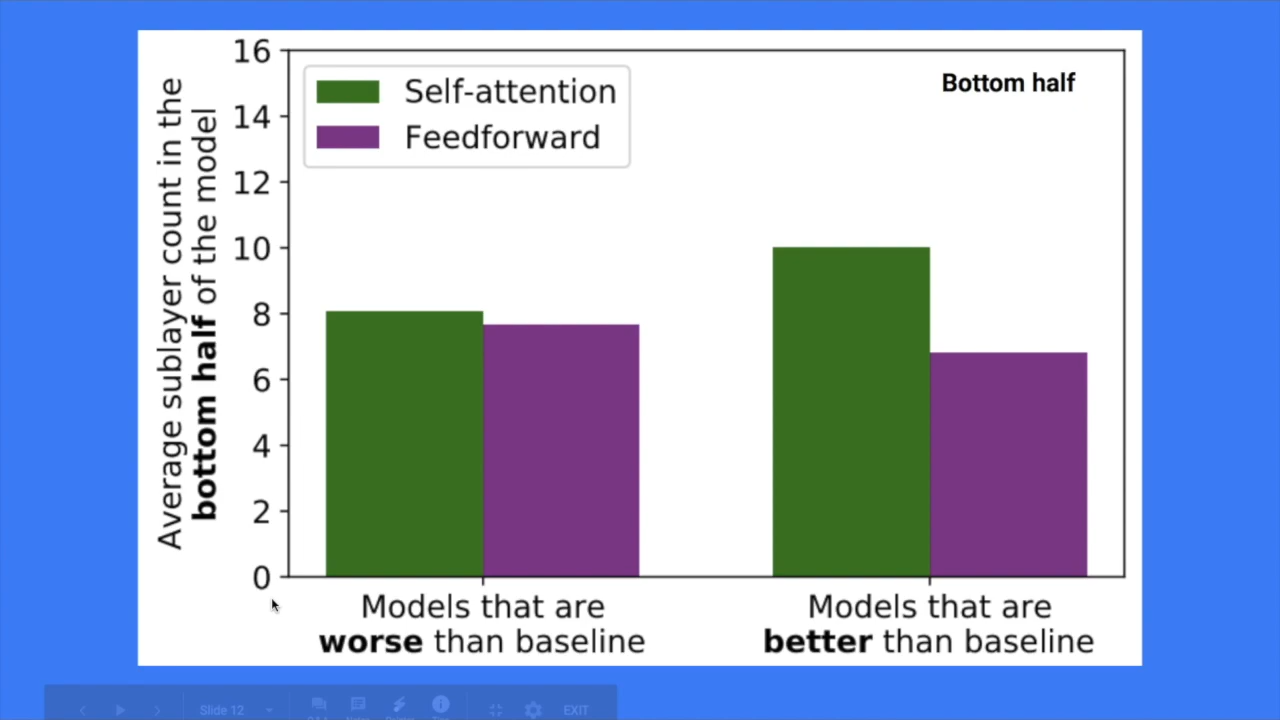 Average sublayer count in the
bottom half of the model
16
14
12
10
8
6
4
2
0
Self-attention
Feedforward
Bottom half
Models that are
worse than baseline
Models that are
better than baseline
Slide 12
EXIT